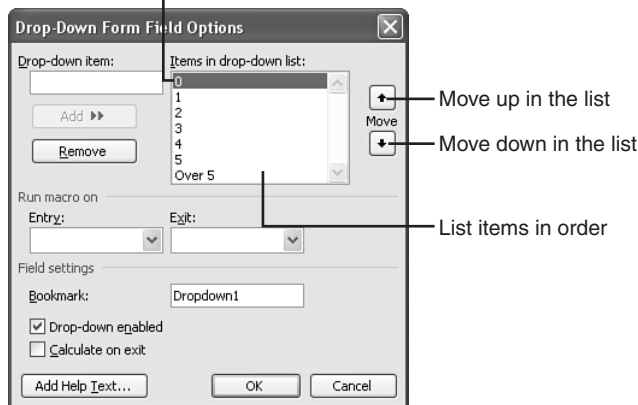 Drop-Down Form Field Options
Drop-down item:
Items in drop-down list:
0
1
2
3
4
5
Over 5
Add
Remove
Move
Move up in the list
Move down in the list
List items in order
Run macro on
Entry:
Exit:
Field settings
Bookmark:
Dropdown1
Drop-down enabled
Calculate on exit
Add Help Text...
OK
Cancel